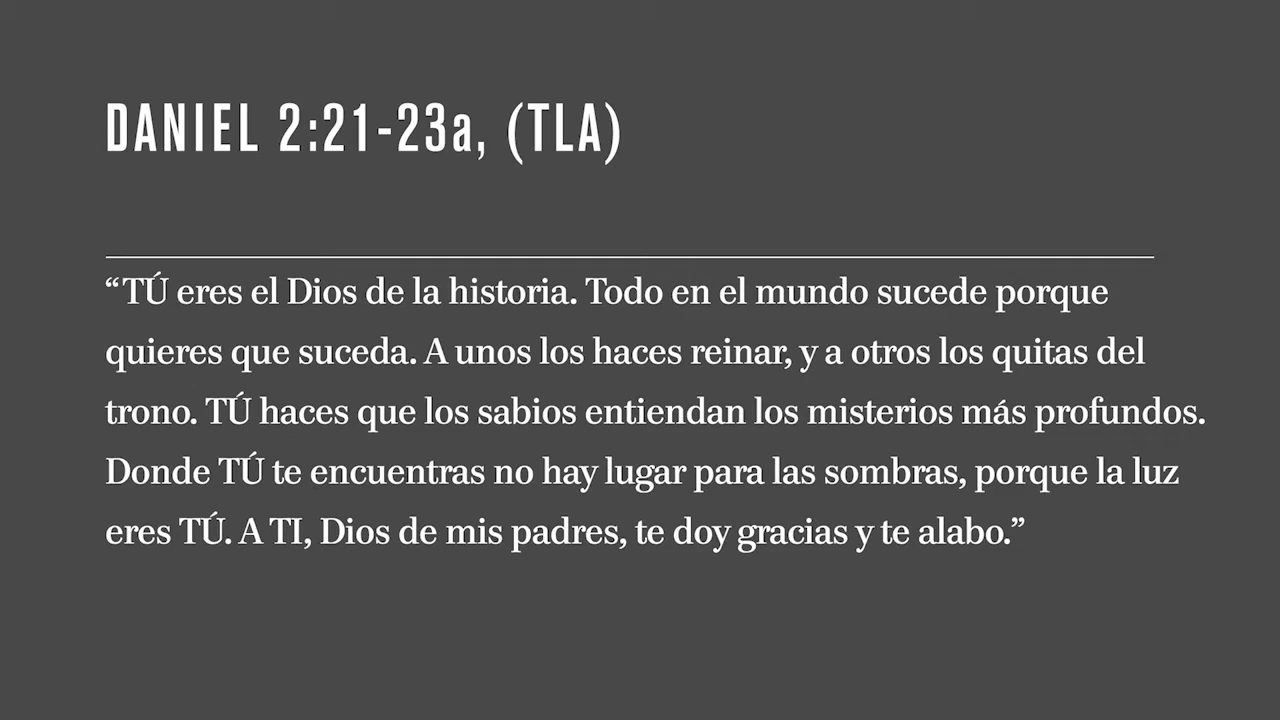 DANIEL 2:21-23a, (TLA)
“TÚ eres el Dios de la historia. Todo en el mundo sucede porque
quieres que suceda. A unos los haces reinar, y a otros los quitas del
trono. TÚ haces que los sabios entiendan los misterios más profundos.
Donde TÚ te encuentras no hay lugar para las sombras, porque la luz
eres TÚ. A TI, Dios de mis padres, te doy gracias y te alabo.”